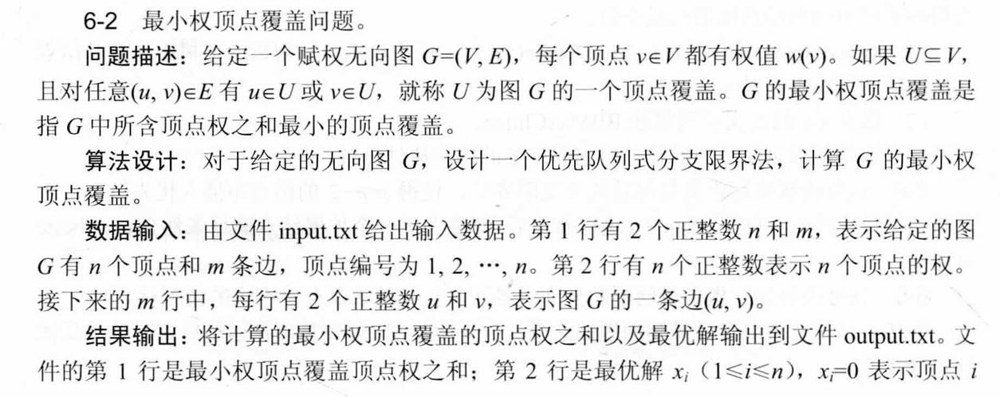 6-2 最小权顶点覆盖问题。
问题描述：给定一个赋权无向图 G=(V, E)，每个顶点 v∈V 都有权值 w(v)。如果 U⊆V，
且对任意(u, v)∈E 有 u∈U 或 v∈U，就称 U 为图 G 的一个顶点覆盖。G 的最小权顶点覆盖是
指 G 中所含顶点权之和最小的顶点覆盖。
算法设计：对于给定的无向图 G，设计一个优先队列式分支限界法，计算 G 的最小权
顶点覆盖。
数据输入：由文件 input.txt 给出输入数据。第 1 行有 2 个正整数 n 和 m，表示给定的图
G 有 n 个顶点和 m 条边，顶点编号为 1, 2, …, n。第 2 行有 n 个正整数表示 n 个顶点的权。
接下来的 m 行中，每行有 2 个正整数 u 和 v，表示图 G 的一条边(u, v)。
结果输出：将计算的最小权顶点覆盖的顶点权之和以及最优解输出到文件 output.txt。文
件的第 1 行是最小权顶点覆盖顶点权之和；第 2 行是最优解 xi（1≤i≤n），xi=0 表示顶点 i